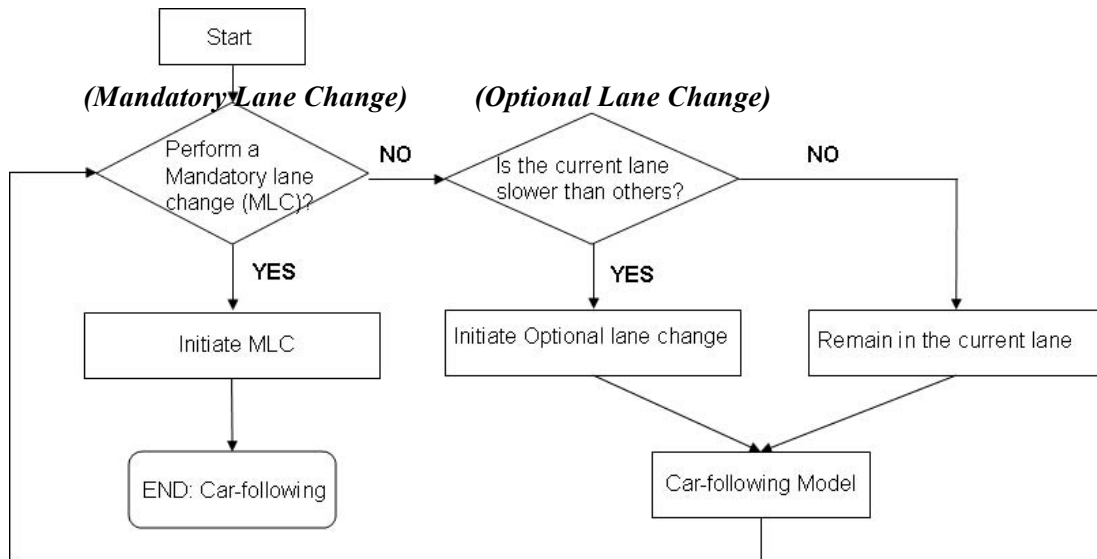 Start
(Mandatory Lane Change)
(Optional Lane Change)
Perform a
Mandatory lane
change (MLC)?
NO
Is the current lane
slower than others?
NO
YES
YES
Initiate MLC
Initiate Optional lane change
Remain in the current lane
END: Car-following
Car-following Model